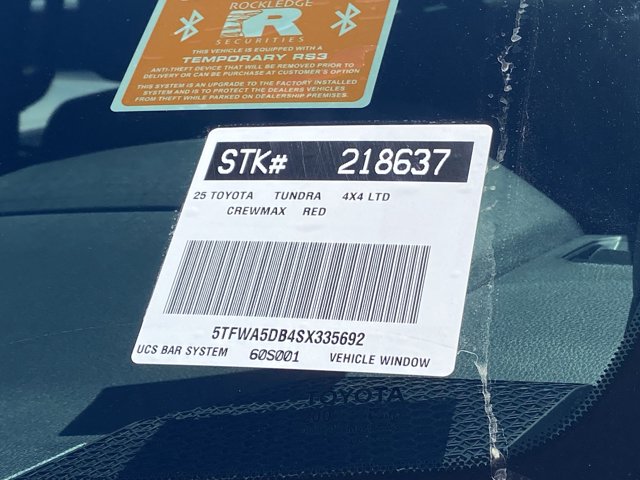 ROCKLEDGE
R
SECURITIES
THIS VEHICLE IS EQUIPPED WITH A
TEMPORARY RS3
ANTI-THEFT DEVICE THAT WILL BE REMOVED PRIOR TO
DELIVERY OR CAN BE PURCHASE AT CUSTOMER'S OPTION
THIS SYSTEM IS AN UPGRADE TO THE FACTORY INSTALLED
SYSTEM AND IS TO PROTECT THE DEALERS VEHICLES
FROM THEFT WHILE PARKED ON DEALERSHIP PREMISES.
STK# 218637
25 TOYOTA TUNDRA 4X4 LTD
CREWMAX RED
5TFWA5DB4SX335692
UCS BAR SYSTEM 60S001 VEHICLE WINDOW
TOYOTA